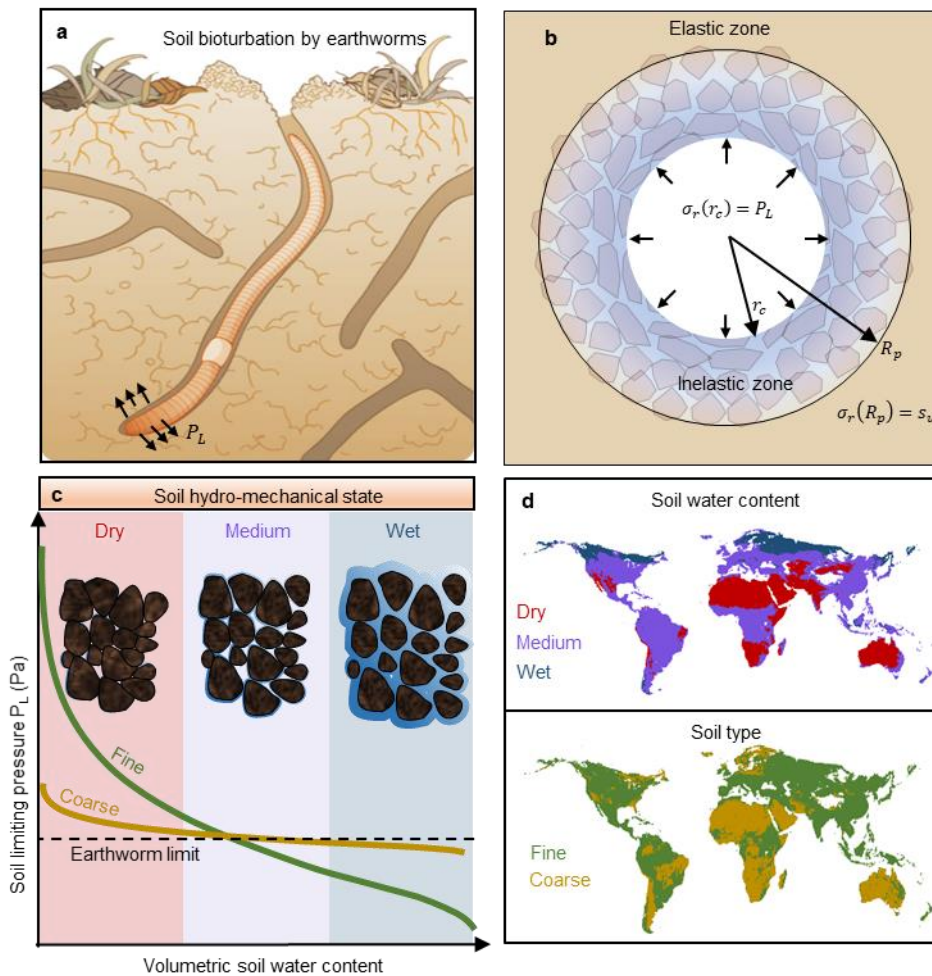 a
Soil bioturbation by earthworms
P_L
b
Elastic zone
σ_r(r_c) = P_L
r_c
R_p
Inelastic zone
σ_r(R_p) = s_u
c
Soil hydro-mechanical state
Dry
Medium
Wet
Fine
Coarse
Earthworm limit
Soil limiting pressure P_L (Pa)
Volumetric soil water content
d
Soil water content
Dry
Medium
Wet
Soil type
Fine
Coarse